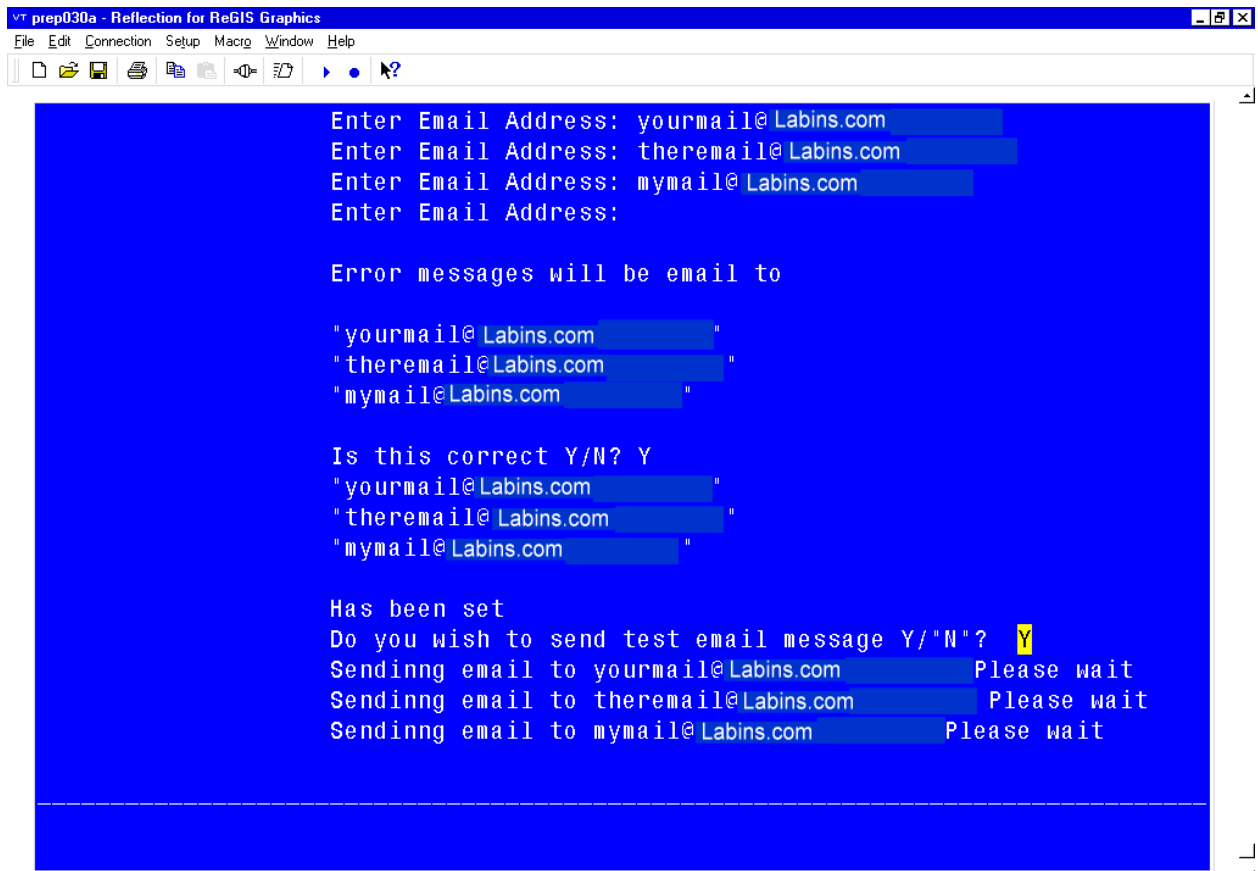 VT prep030a - Reflection for ReGIS Graphics
File Edit Connection Setup Macro Window Help
Enter Email Address: yourmail@Labins.com
Enter Email Address: theremail@Labins.com
Enter Email Address: mymail@Labins.com
Enter Email Address:
Error messages will be email to
"yourmail@Labins.com"
"theremail@Labins.com"
"mymail@Labins.com"
Is this correct Y/N? Y
"yourmail@Labins.com"
"theremail@Labins.com"
"mymail@Labins.com"
Has been set
Do you wish to send test email message Y/"N"? Y
Sendinng email to yourmail@Labins.com Please wait
Sendinng email to theremail@Labins.com Please wait
Sendinng email to mymail@Labins.com Please wait